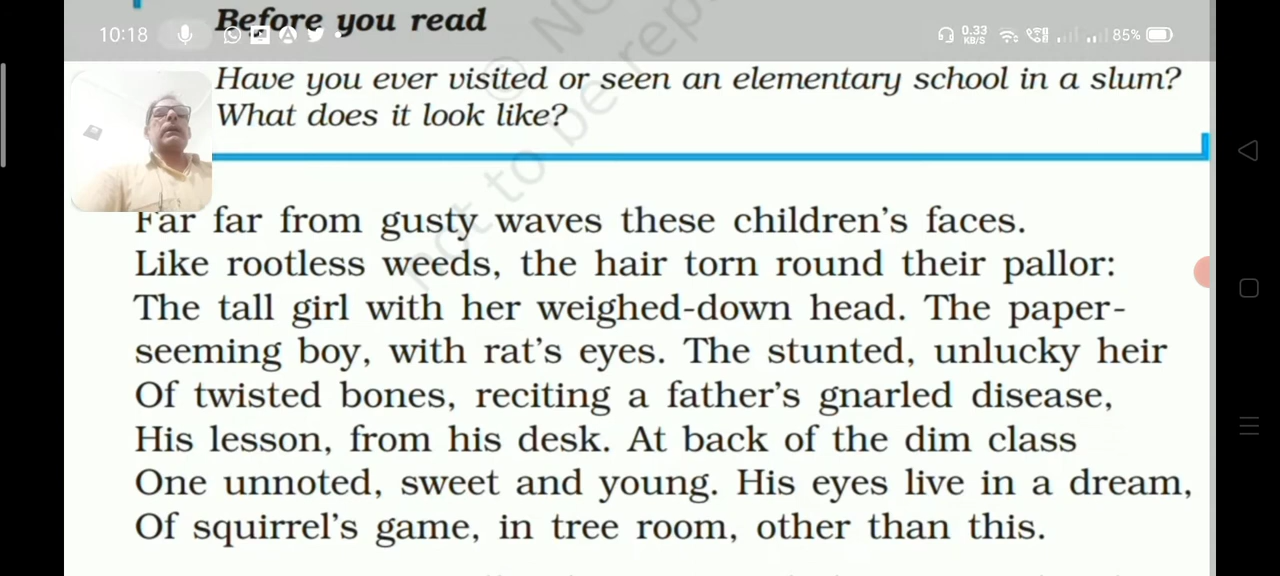 Before you read
10:18
0.33
KB/S
85%
Have you ever visited or seen an elementary school in a slum?
What does it look like?
© NC
not to be rep
Far far from gusty waves these children's faces.
Like rootless weeds, the hair torn round their pallor:
The tall girl with her weighed-down head. The paper-
seeming boy, with rat's eyes. The stunted, unlucky heir
Of twisted bones, reciting a father's gnarled disease,
His lesson, from his desk. At back of the dim class
One unnoted, sweet and young. His eyes live in a dream,
Of squirrel's game, in tree room, other than this.